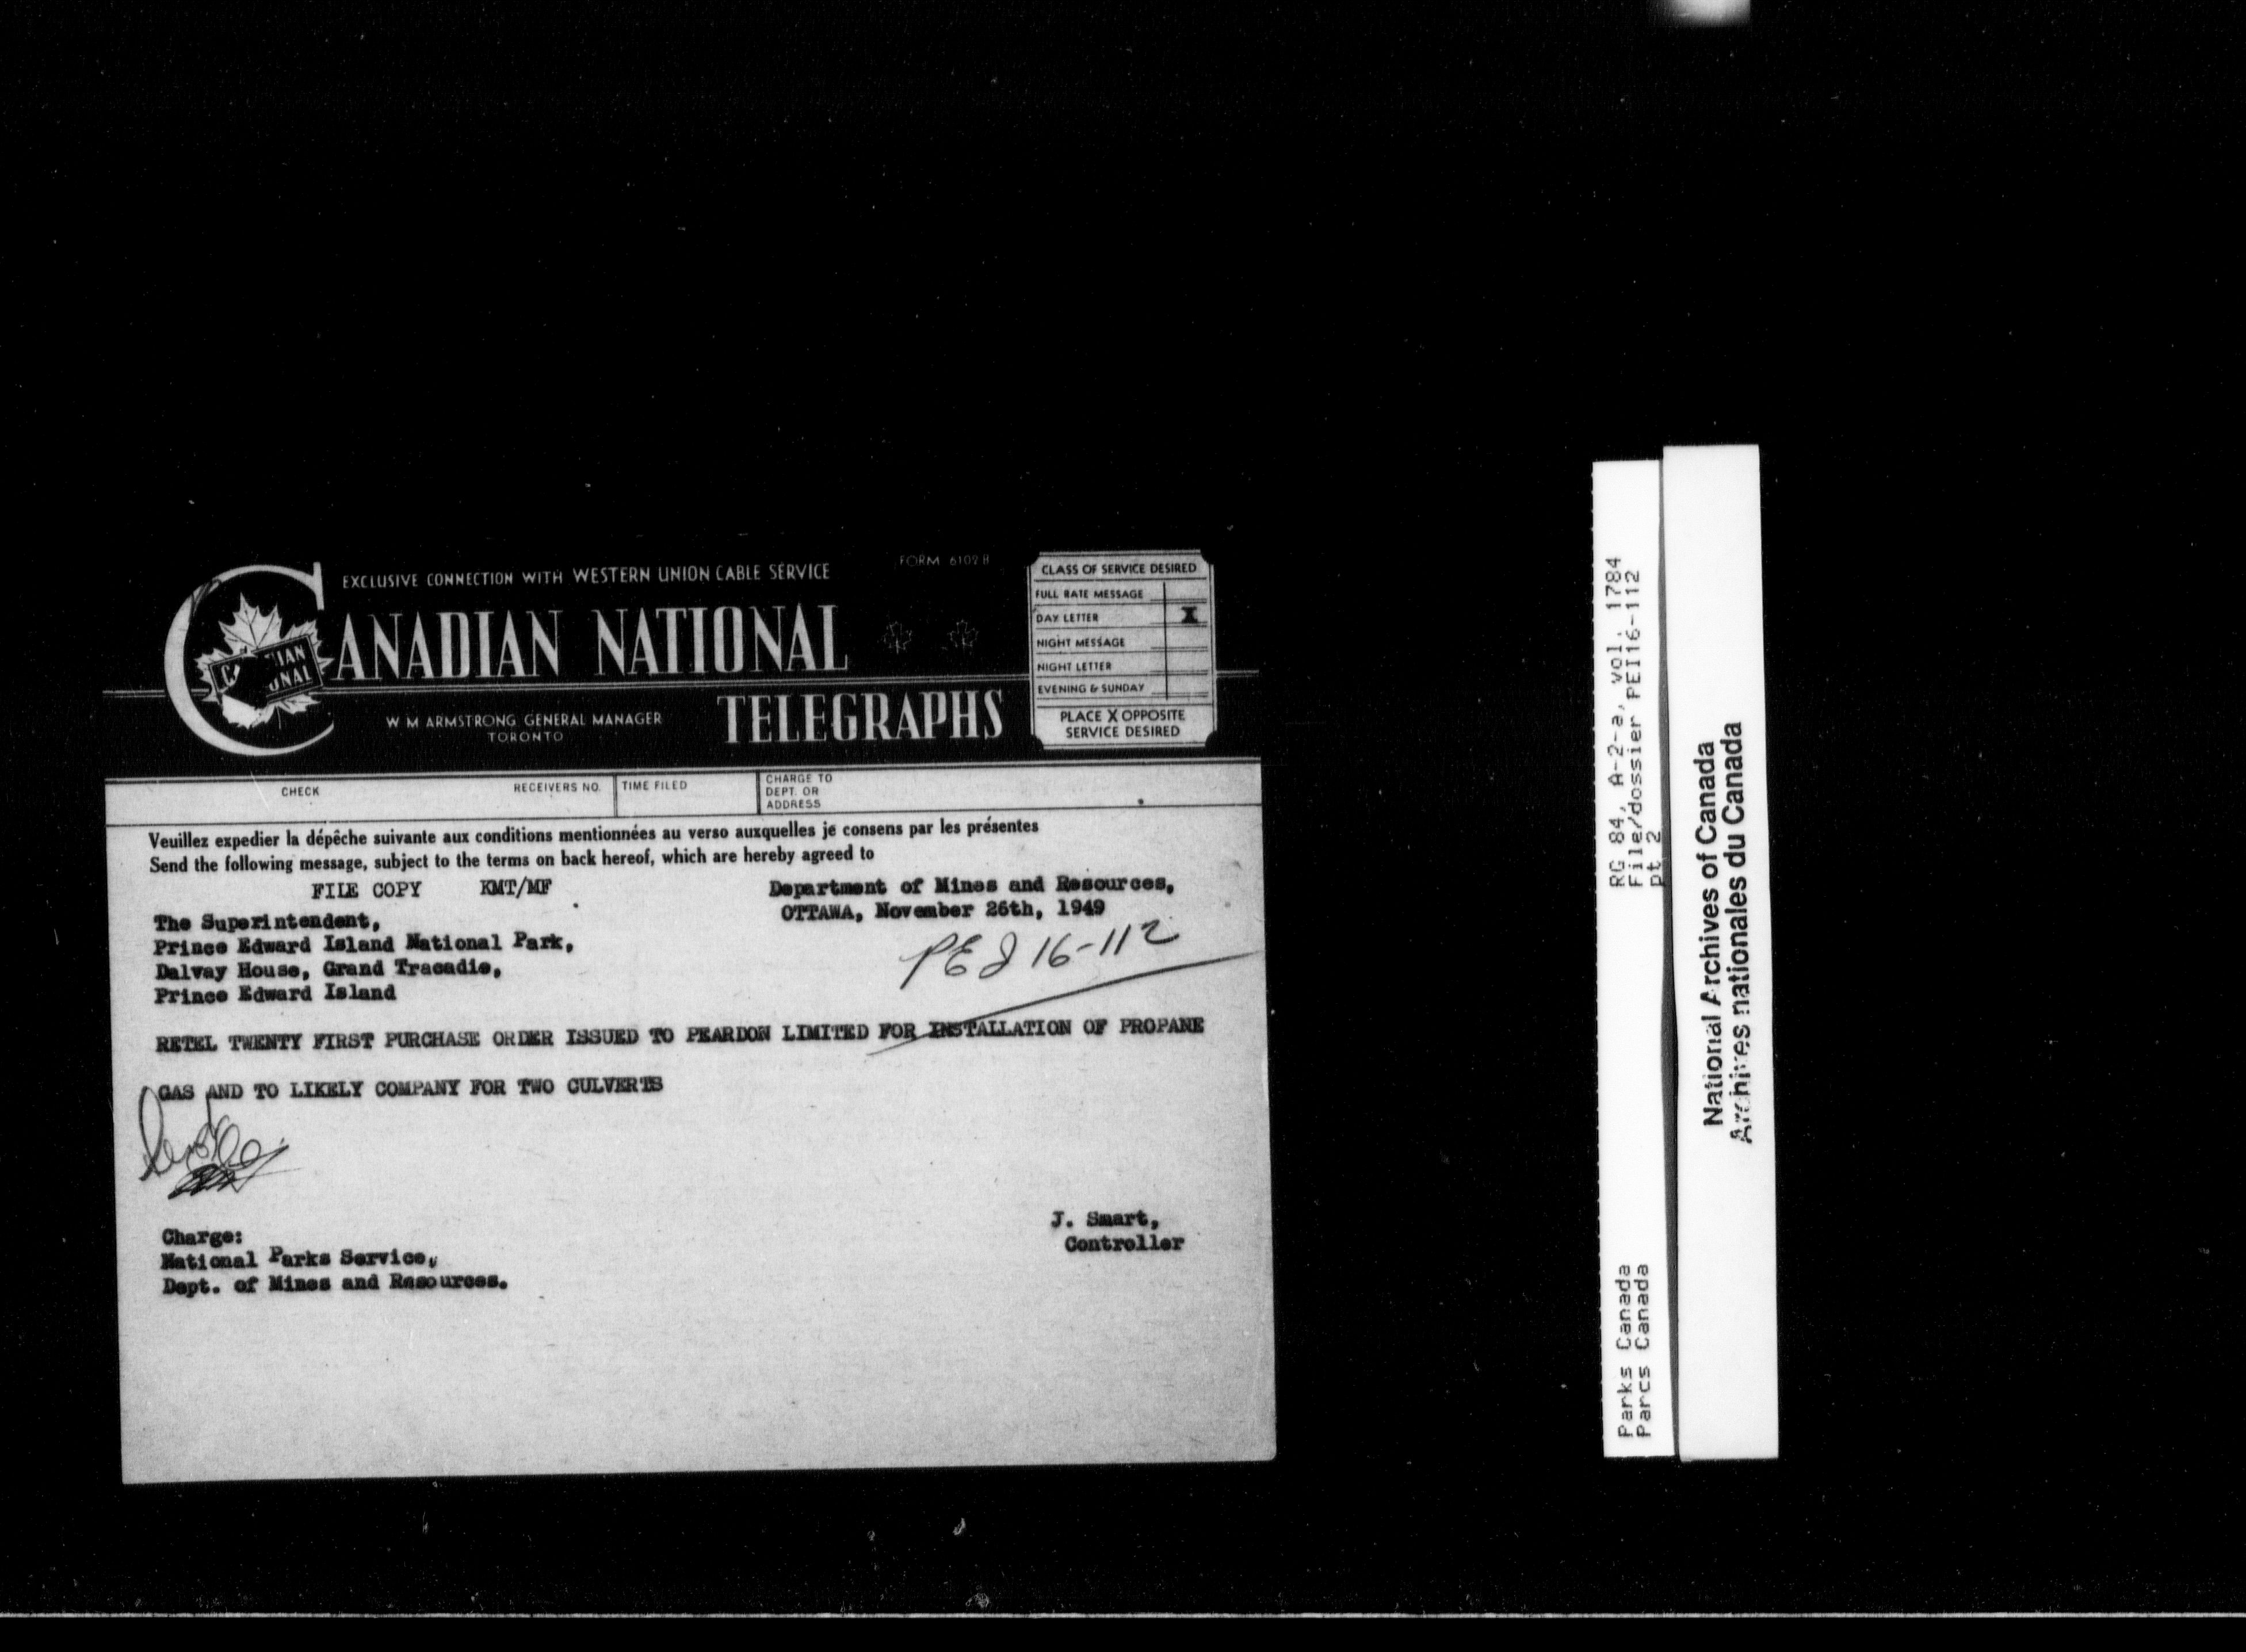 EXCLUSIVE CONNECTION WITH WESTERN UNION CABLE SERVICE
FORM 6102 B
CANADIAN NATIONAL
TELEGRAPHS
W M ARMSTRONG GENERAL MANAGER
TORONTO
CLASS OF SERVICE DESIRED
FULL RATE MESSAGE
DAY LETTER X
NIGHT MESSAGE
NIGHT LETTER
EVENING & SUNDAY
PLACE X OPPOSITE
SERVICE DESIRED
CHECK
RECEIVERS NO.
TIME FILED
CHARGE TO
DEPT. OR
ADDRESS
Veuillez expedier la dépêche suivante aux conditions mentionnées au verso auxquelles je consens par les présentes
Send the following message, subject to the terms on back hereof, which are hereby agreed to
FILE COPY KMT/MF
Department of Mines and Resources,
OTTAWA, November 26th, 1949
The Superintendent,
Prince Edward Island National Park,
Dalvay House, Grand Tracadie,
Prince Edward Island
PEI 16-112
RETEL TWENTY FIRST PURCHASE ORDER ISSUED TO PEARDON LIMITED FOR INSTALLATION OF PROPANE
GAS AND TO LIKELY COMPANY FOR TWO CULVERTS
J. Smart,
Controller
Charge:
National Parks Service,
Dept. of Mines and Resources.
RG 84, A-2-a, vol. 1784
File/dossier PEI16-112
pt 2
Parks Canada
Parcs Canada
National Archives of Canada
Archives nationales du Canada